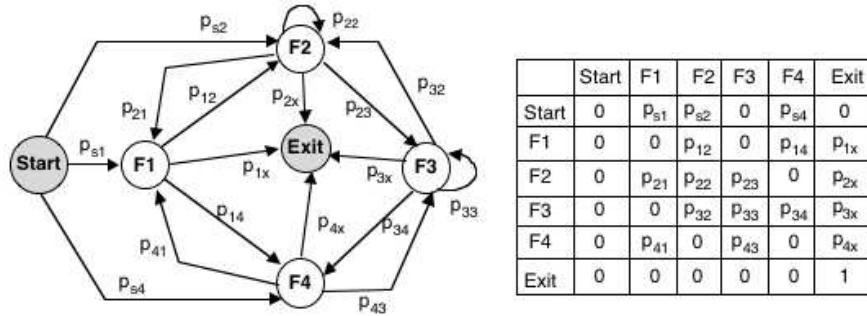 p_s2
p_22
F2
p_32
p_21
p_12
p_2x
p_23
p_s1
Start
F1
Exit
F3
p_1x
p_3x
p_33
p_14
p_4x
p_34
p_41
F4
p_s4
p_43
Start F1 F2 F3 F4 Exit
Start 0 p_s1 p_s2 0 p_s4 0
F1 0 0 p_12 0 p_14 p_1x
F2 0 p_21 p_22 p_23 0 p_2x
F3 0 0 p_32 p_33 p_34 p_3x
F4 0 p_41 0 p_43 0 p_4x
Exit 0 0 0 0 0 1